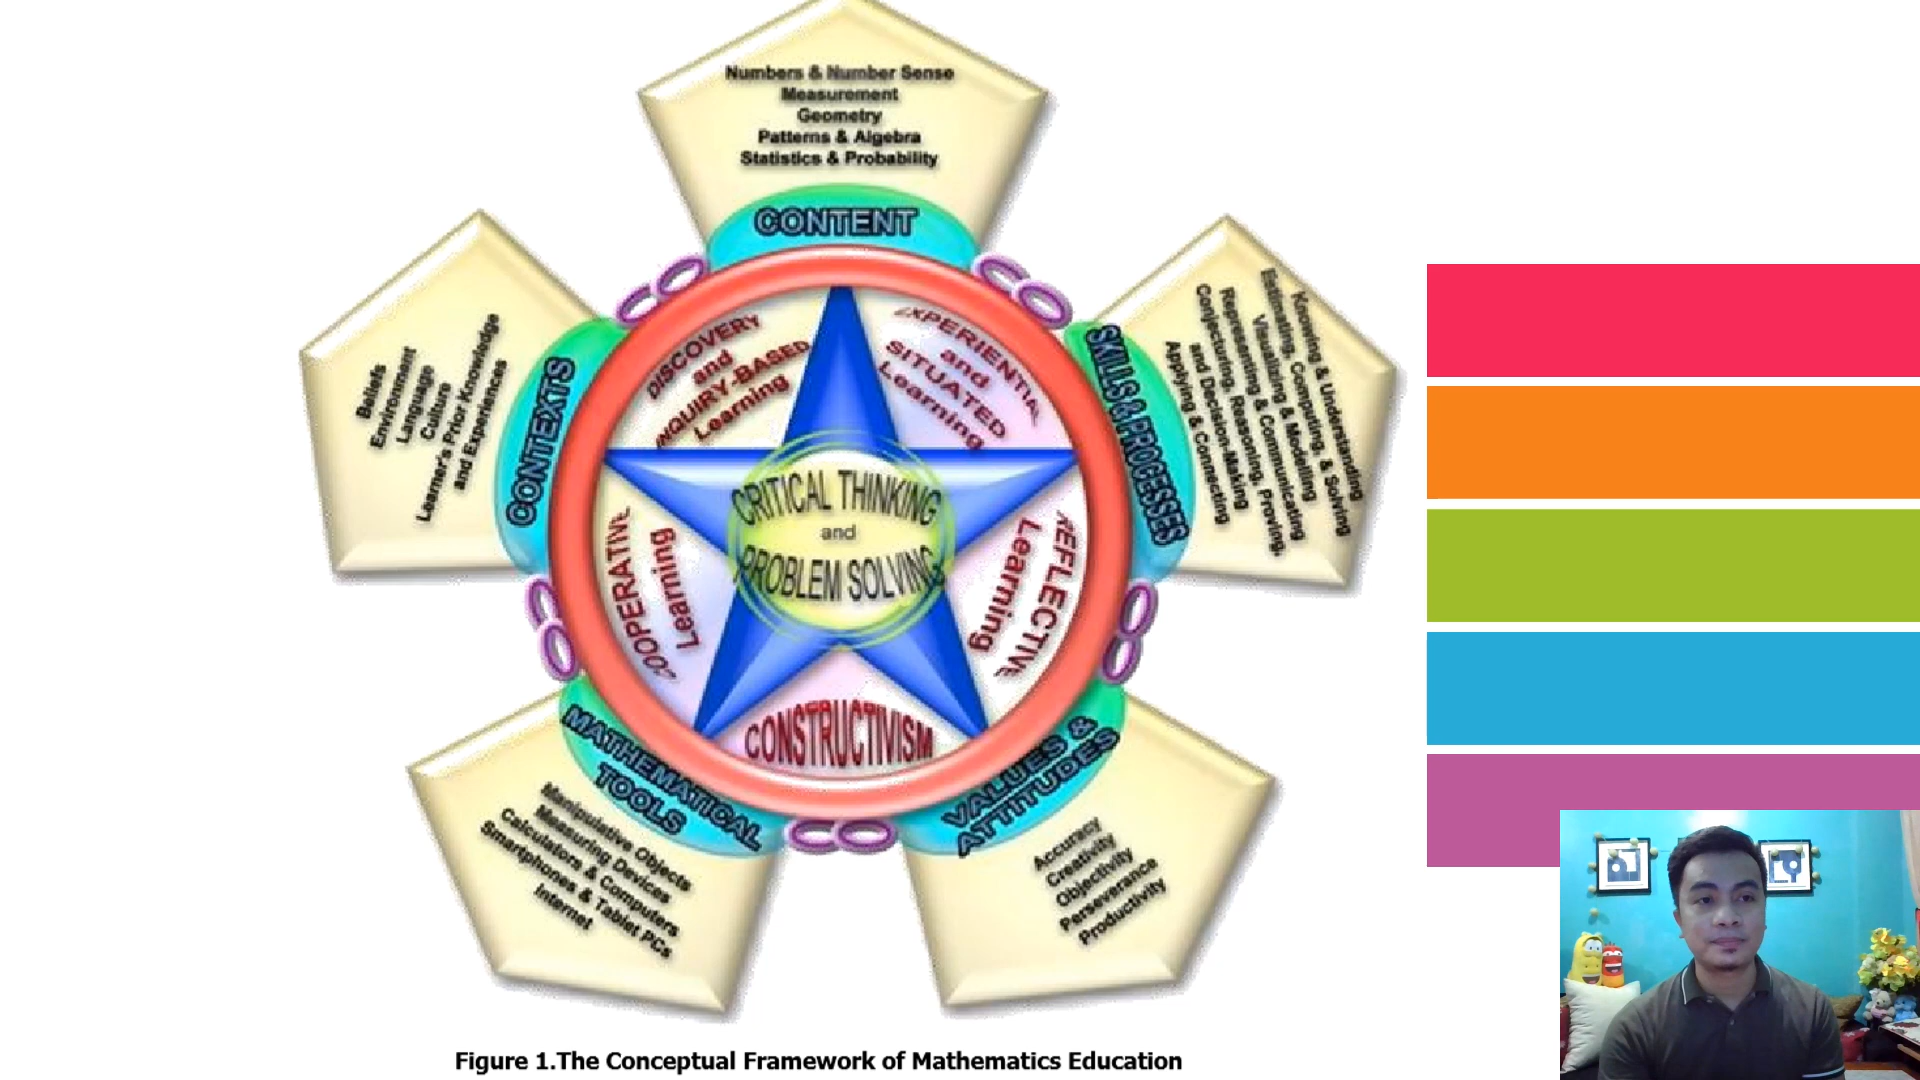 Numbers & Number Sense
Measurement
Geometry
Patterns & Algebra
Statistics & Probability
CONTENT
Beliefs
Environment
Language
Culture
Learner's Prior Knowledge
and Experiences
CONTEXTS
DISCOVERY
and
INQUIRY-BASED
Learning
EXPERIENTIAL
and
SITUATED
Learning
SKILLS & PROCESSES
Knowing & Understanding
Estimating, Computing, & Solving
Visualising & Modelling
Representing & Communicating
Conjecturing, Reasoning, Proving,
and Decision-Making
Applying & Connecting
CRITICAL THINKING
and
PROBLEM SOLVING
COOPERATIVE
Learning
REFLECTIVE
Learning
CONSTRUCTIVISM
MATHEMATICAL
TOOLS
Manipulative Objects
Measuring Devices
Calculators & Computers
Smartphones & Tablet PCs
Internet
VALUES &
ATTITUDES
Accuracy
Creativity
Objectivity
Perseverance
Productivity
Figure 1.The Conceptual Framework of Mathematics Education